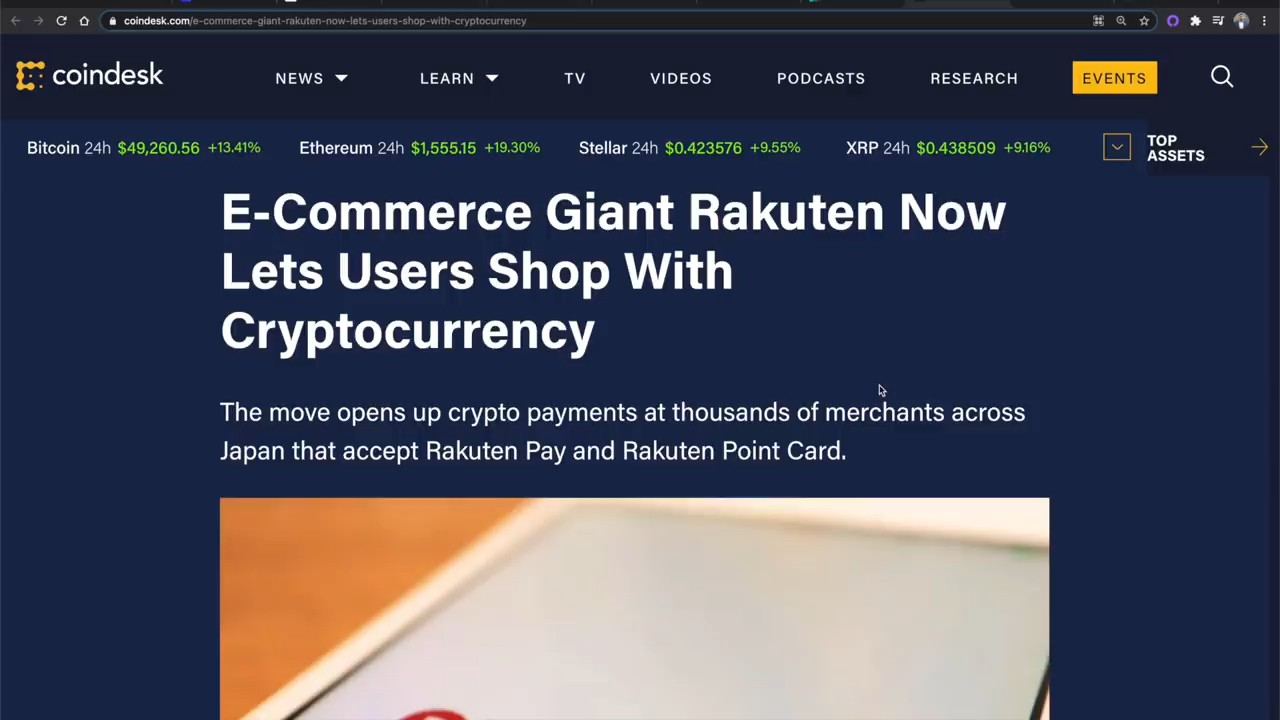 coindesk.com/e-commerce-giant-rakuten-now-lets-users-shop-with-cryptocurrency
coindesk
NEWS
LEARN
TV
VIDEOS
PODCASTS
RESEARCH
EVENTS
Bitcoin 24h $49,260.56 +13.41%
Ethereum 24h $1,555.15 +19.30%
Stellar 24h $0.423576 +9.55%
XRP 24h $0.438509 +9.16%
TOP
ASSETS
E-Commerce Giant Rakuten Now
Lets Users Shop With
Cryptocurrency
The move opens up crypto payments at thousands of merchants across
Japan that accept Rakuten Pay and Rakuten Point Card.